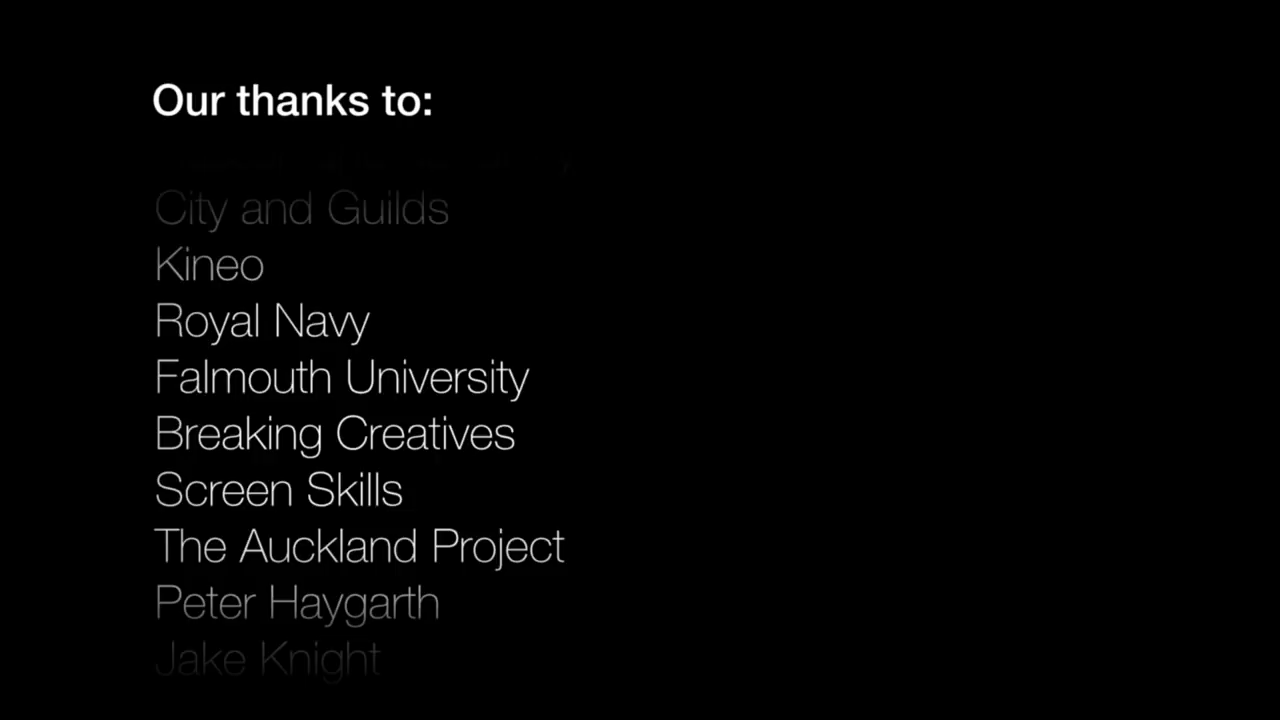 Our thanks to:
City and Guilds
Kineo
Royal Navy
Falmouth University
Breaking Creatives
Screen Skills
The Auckland Project
Peter Haygarth
Jake Knight